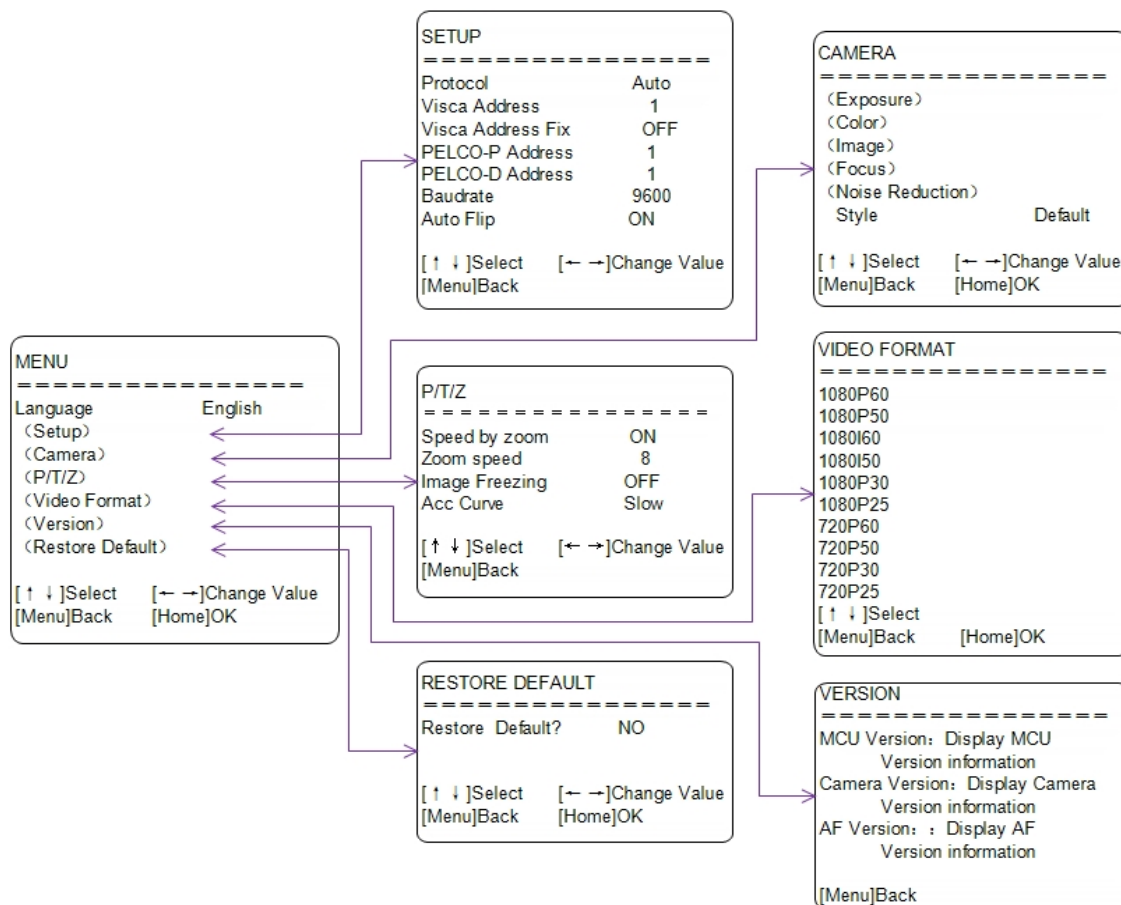 SETUP
= = = = = = = = = = = = = = = =
Protocol Auto
Visca Address 1
Visca Address Fix OFF
PELCO-P Address 1
PELCO-D Address 1
Baudrate 9600
Auto Flip ON
[ ↑ ↓ ]Select [← →]Change Value
[Menu]Back
CAMERA
= = = = = = = = = = = = = = = =
（Exposure）
（Color）
（Image）
（Focus）
（Noise Reduction）
Style Default
[ ↑ ↓ ]Select [← →]Change Value
[Menu]Back [Home]OK
MENU
= = = = = = = = = = = = = = = =
Language English
（Setup）
（Camera）
（P/T/Z）
（Video Format）
（Version）
（Restore Default）
[ ↑ ↓ ]Select [← →]Change Value
[Menu]Back [Home]OK
P/T/Z
= = = = = = = = = = = = = = = =
Speed by zoom ON
Zoom speed 8
Image Freezing OFF
Acc Curve Slow
[ ↑ ↓ ]Select [← →]Change Value
[Menu]Back
VIDEO FORMAT
= = = = = = = = = = = = = = = =
1080P60
1080P50
1080I60
1080I50
1080P30
1080P25
720P60
720P50
720P30
720P25
[ ↑ ↓ ]Select
[Menu]Back [Home]OK
RESTORE DEFAULT
= = = = = = = = = = = = = = = =
Restore Default? NO
[ ↑ ↓ ]Select [← →]Change Value
[Menu]Back [Home]OK
VERSION
= = = = = = = = = = = = = = = =
MCU Version：Display MCU
Version information
Camera Version：Display Camera
Version information
AF Version：：Display AF
Version information
[Menu]Back